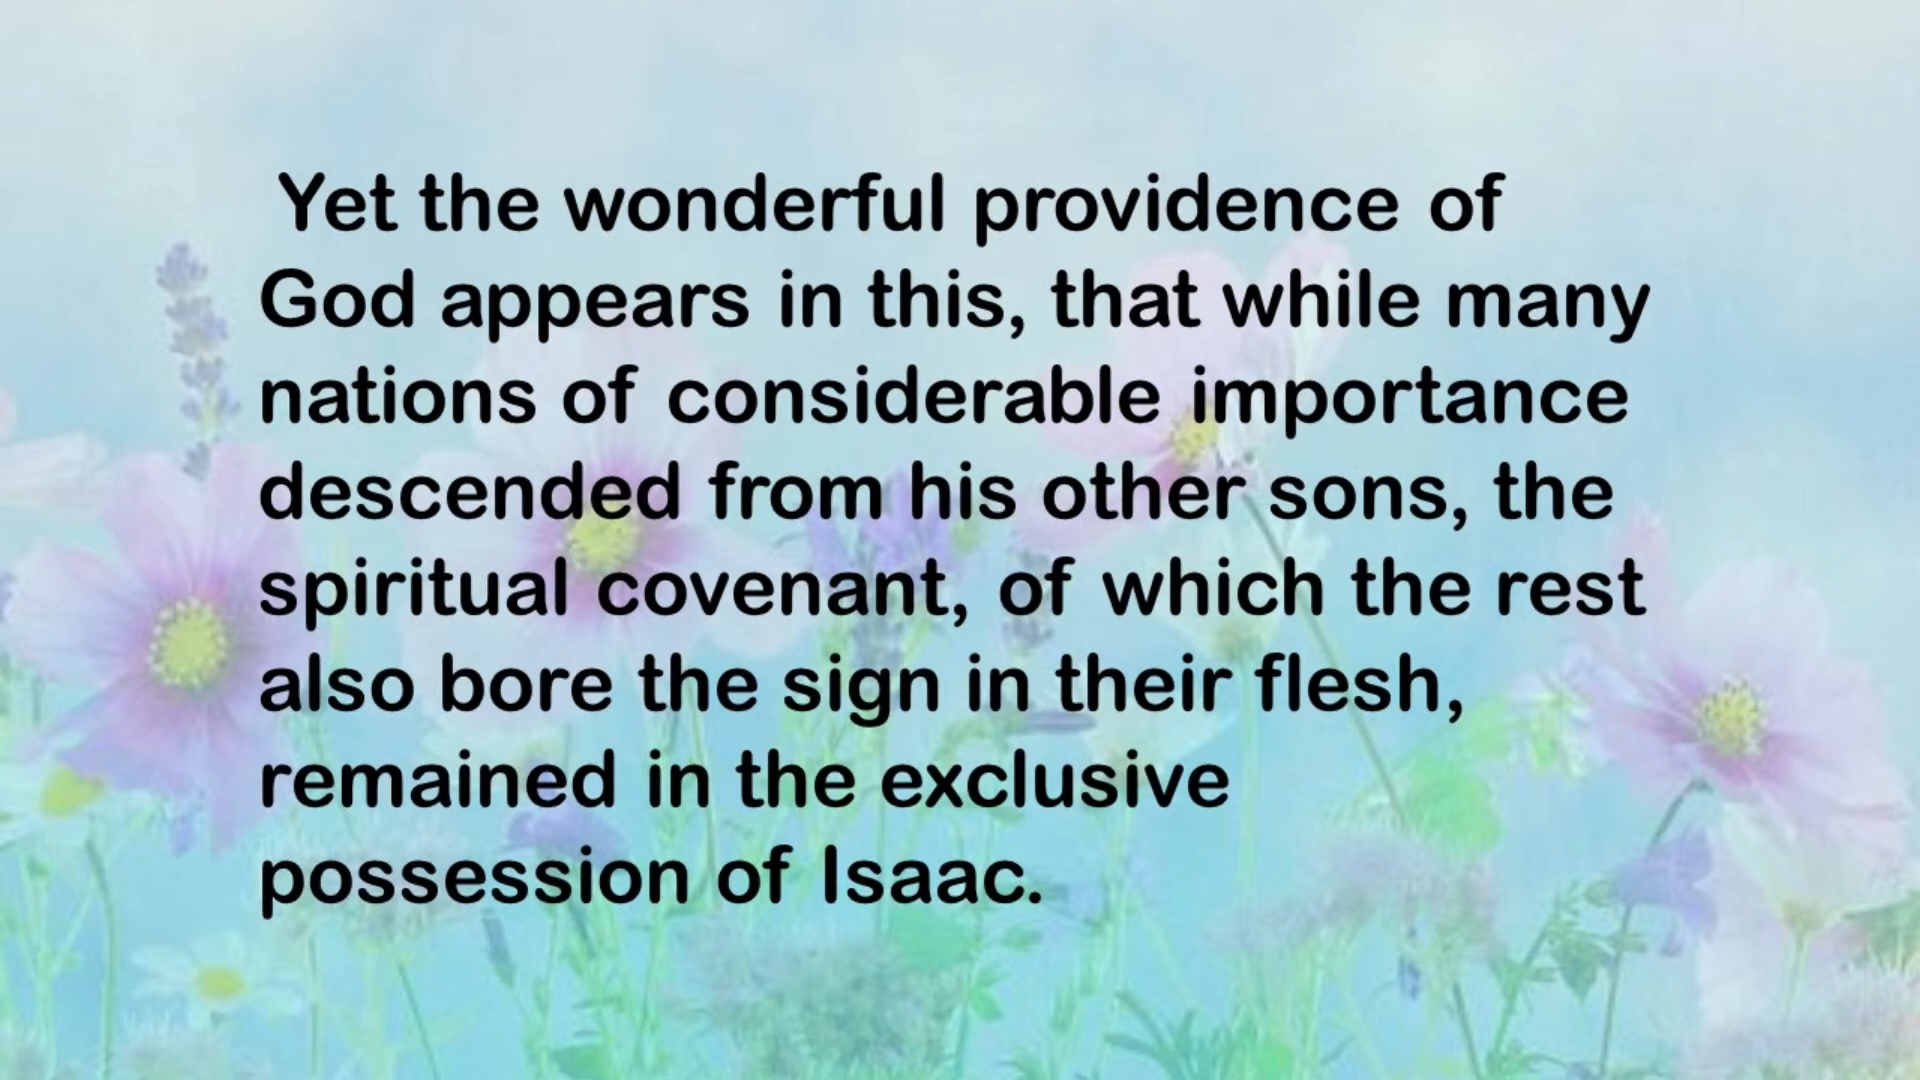 Yet the wonderful providence of
God appears in this, that while many
nations of considerable importance
descended from his other sons, the
spiritual covenant, of which the rest
also bore the sign in their flesh,
remained in the exclusive
possession of Isaac.